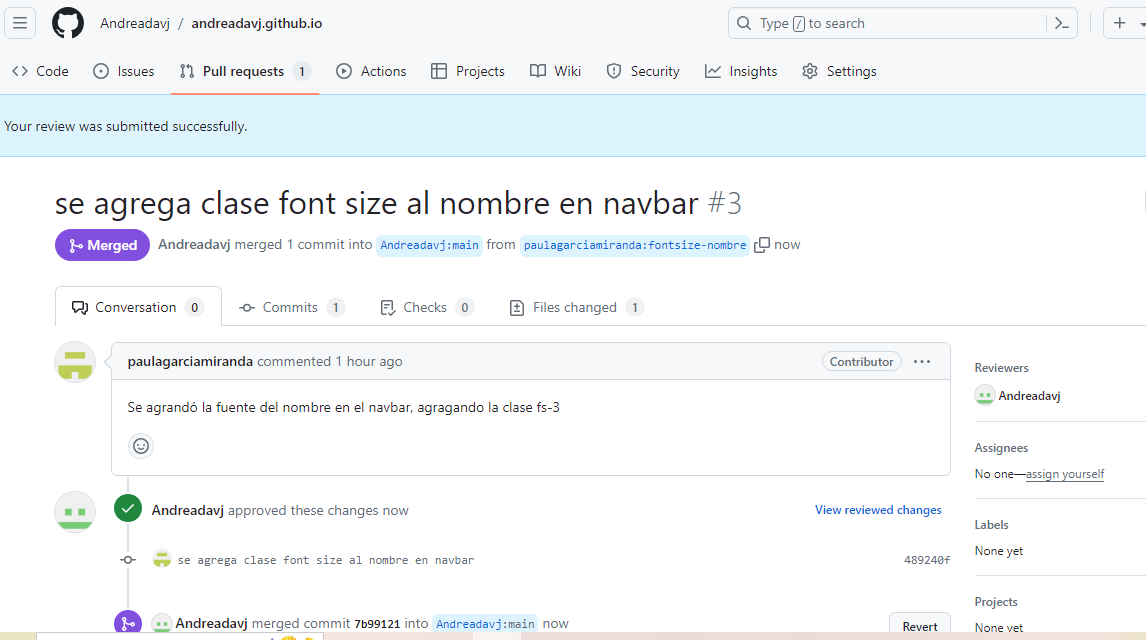 Andreadavj / andreadavj.github.io
Type / to search
Code Issues Pull requests 1 Actions Projects Wiki Security Insights Settings
Your review was submitted successfully.
se agrega clase font size al nombre en navbar #3
Merged Andreadavj merged 1 commit into Andreadavj:main from paulagarciamiranda:fontsize-nombre now
Conversation 0 Commits 1 Checks 0 Files changed 1
paulagarciamiranda commented 1 hour ago Contributor
Se agrandó la fuente del nombre en el navbar, agragando la clase fs-3
Andreadavj approved these changes now View reviewed changes
se agrega clase font size al nombre en navbar 489240f
Andreadavj merged commit 7b99121 into Andreadavj:main now Revert
Reviewers
Andreadavj
Assignees
No one—assign yourself
Labels
None yet
Projects
None yet